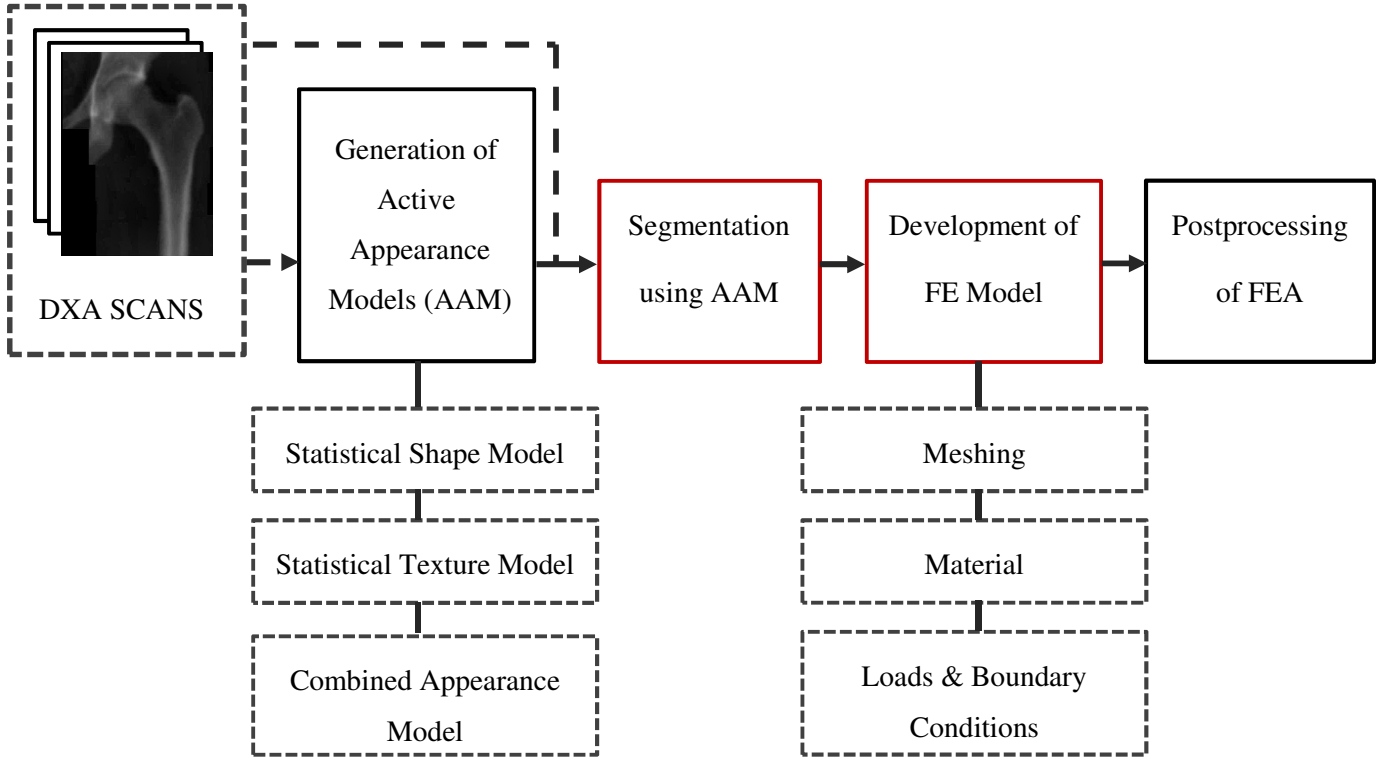 DXA SCANS
Generation of
Active
Appearance
Models (AAM)
Segmentation
using AAM
Development of
FE Model
Postprocessing
of FEA
Statistical Shape Model
Statistical Texture Model
Combined Appearance
Model
Meshing
Material
Loads & Boundary
Conditions